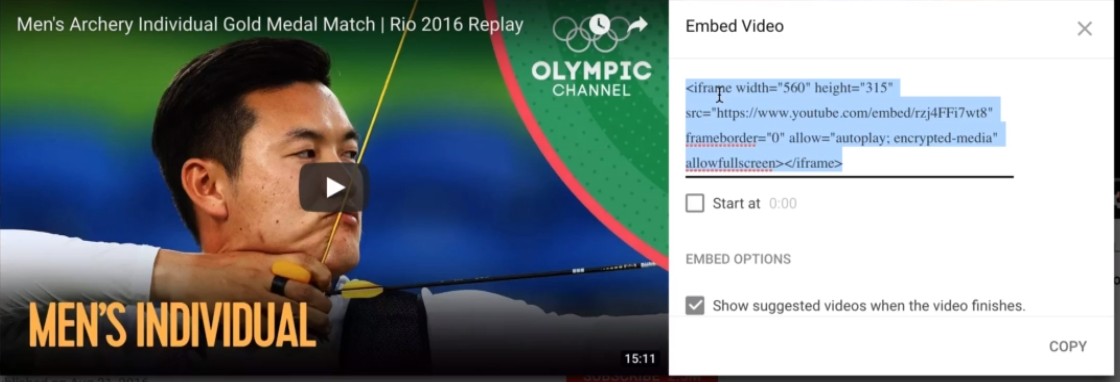 Men's Archery Individual Gold Medal Match | Rio 2016 Replay
OLYMPIC
CHANNEL
MEN'S INDIVIDUAL
15:11
Embed Video
<iframe width="560" height="315"
src="https://www.youtube.com/embed/rzj4FFi7wt8"
frameborder="0" allow="autoplay; encrypted-media"
allowfullscreen></iframe>
Start at 0:00
EMBED OPTIONS
Show suggested videos when the video finishes.
COPY